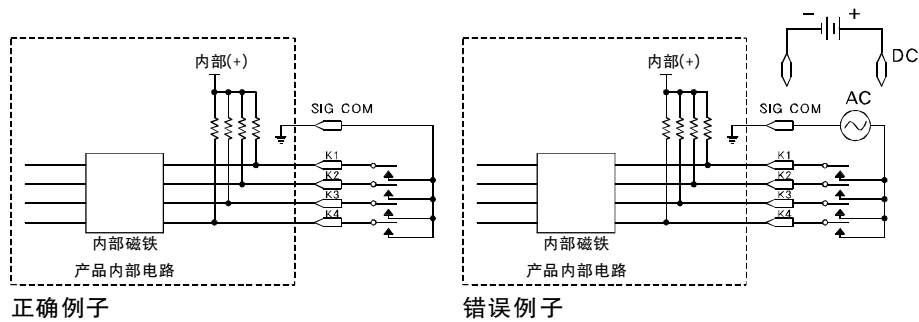 内部(+)
SIG COM
K1
K2
K3
K4
内部磁铁
产品内部电路
正确例子
− +
DC
内部(+)
AC
SIG COM
K1
K2
K3
K4
内部磁铁
产品内部电路
错误例子